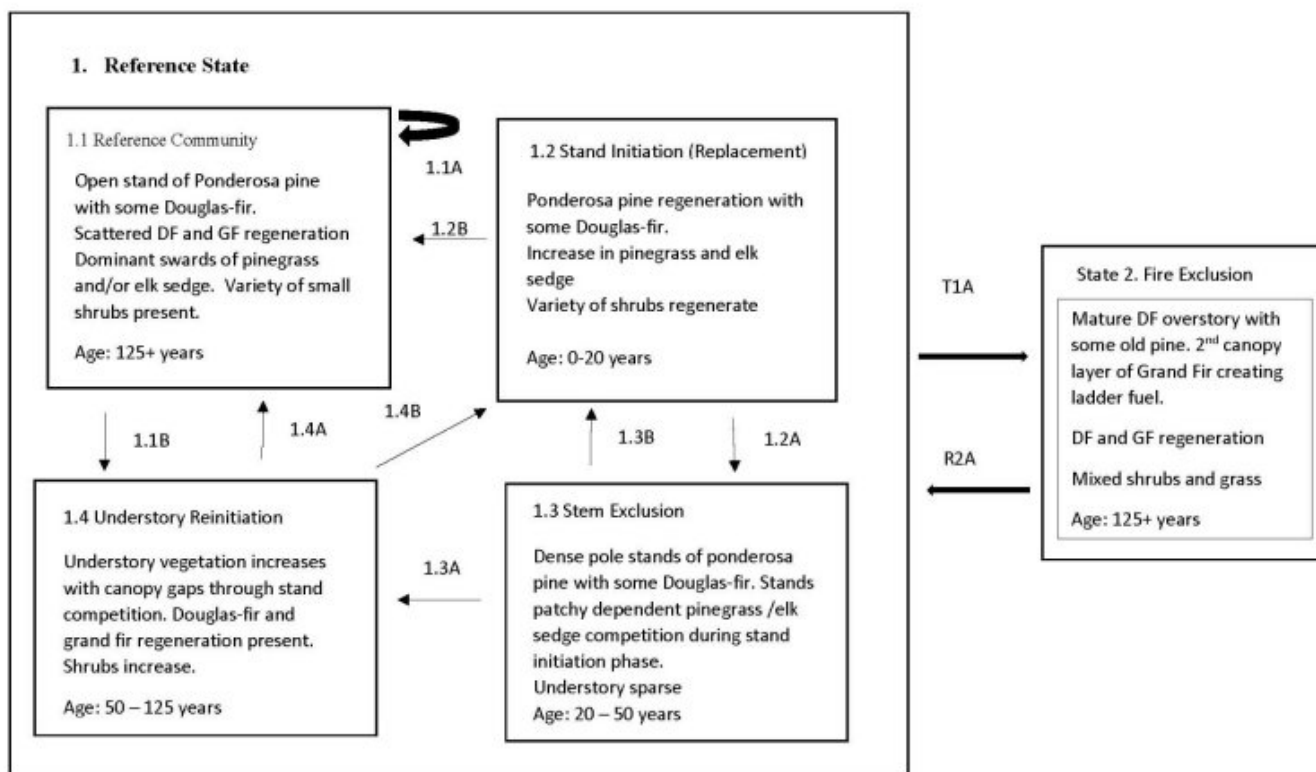 1. Reference State
1.1 Reference Community
Open stand of Ponderosa pine
with some Douglas-fir.
Scattered DF and GF regeneration
Dominant swards of pinegrass
and/or elk sedge. Variety of small
shrubs present.
Age: 125+ years
1.1A
1.2B
1.2 Stand Initiation (Replacement)
Ponderosa pine regeneration with
some Douglas-fir.
Increase in pinegrass and elk
sedge
Variety of shrubs regenerate
Age: 0-20 years
1.1B
1.4A
1.4B
1.3B
1.2A
1.4 Understory Reinitiation
Understory vegetation increases
with canopy gaps through stand
competition. Douglas-fir and
grand fir regeneration present.
Shrubs increase.
Age: 50 – 125 years
1.3A
1.3 Stem Exclusion
Dense pole stands of ponderosa
pine with some Douglas-fir. Stands
patchy dependent pinegrass /elk
sedge competition during stand
initiation phase.
Understory sparse
Age: 20 – 50 years
T1A
R2A
State 2. Fire Exclusion
Mature DF overstory with
some old pine. 2nd canopy
layer of Grand Fir creating
ladder fuel.
DF and GF regeneration
Mixed shrubs and grass
Age: 125+ years